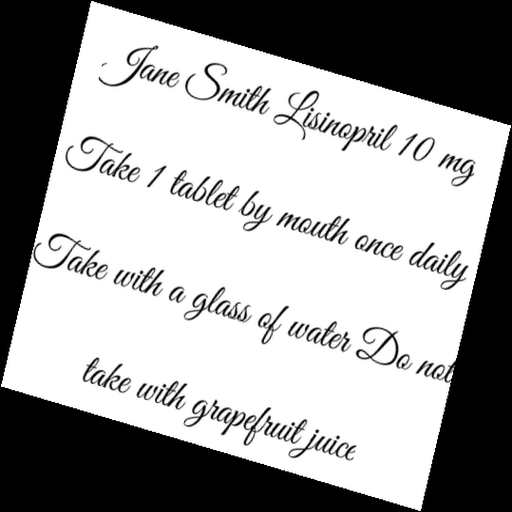 Jane Smith Lisinopril 10 mg
Take 1 tablet by mouth once daily
Take with a glass of water Do not
take with grapefruit juice